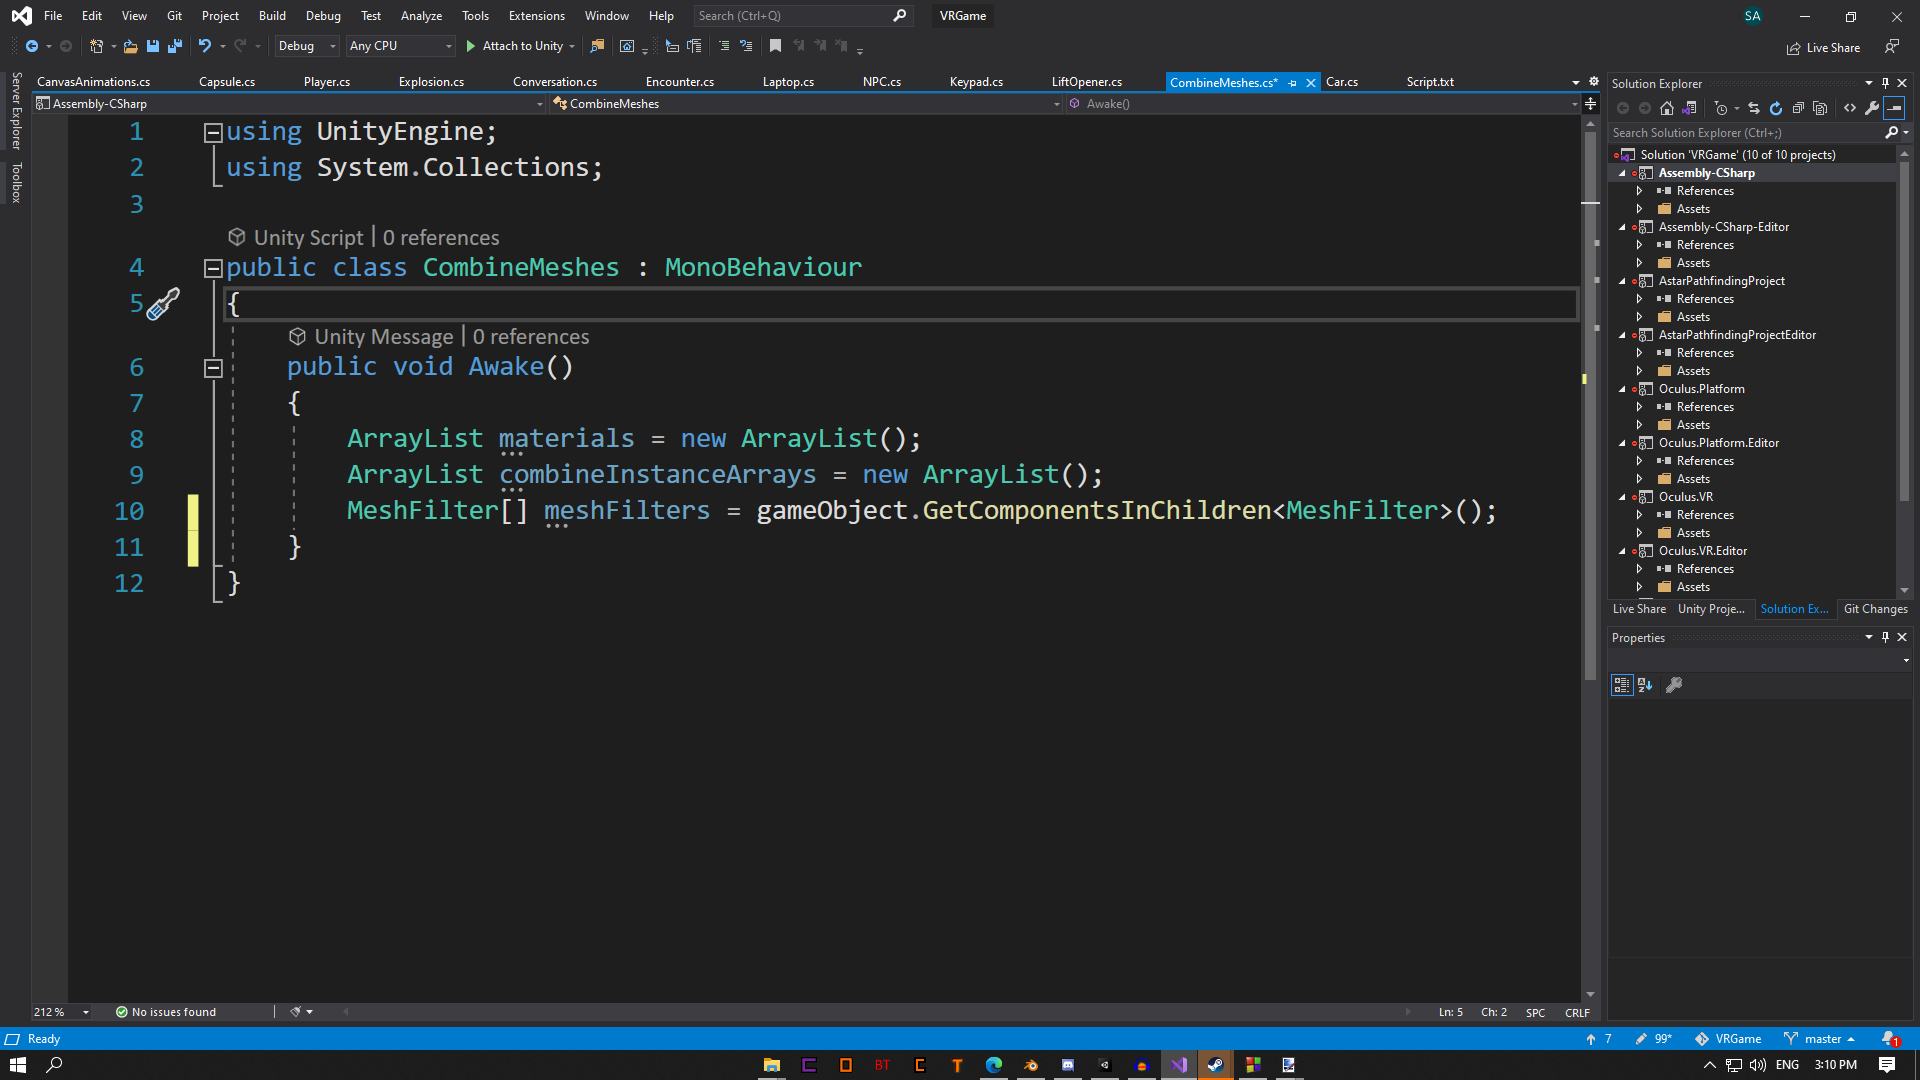 File Edit View Git Project Build Debug Test Analyze Tools Extensions Window Help Search (Ctrl+Q) VRGame
SA
Debug Any CPU Attach to Unity Live Share
Server Explorer
Toolbox
CanvasAnimations.cs Capsule.cs Player.cs Explosion.cs Conversation.cs Encounter.cs Laptop.cs NPC.cs Keypad.cs LiftOpener.cs CombineMeshes.cs* Car.cs Script.txt
Assembly-CSharp CombineMeshes Awake()
1 using UnityEngine;
2 using System.Collections;
3
Unity Script | 0 references
4 public class CombineMeshes : MonoBehaviour
5 {
Unity Message | 0 references
6 public void Awake()
7 {
8 ArrayList materials = new ArrayList();
9 ArrayList combineInstanceArrays = new ArrayList();
10 MeshFilter[] meshFilters = gameObject.GetComponentsInChildren<MeshFilter>();
11 }
12 }
Solution Explorer
Search Solution Explorer (Ctrl+;)
Solution 'VRGame' (10 of 10 projects)
Assembly-CSharp
References
Assets
Assembly-CSharp-Editor
References
Assets
AstarPathfindingProject
References
Assets
AstarPathfindingProjectEditor
References
Assets
Oculus.Platform
References
Assets
Oculus.Platform.Editor
References
Assets
Oculus.VR
References
Assets
Oculus.VR.Editor
References
Assets
Live Share Unity Proje... Solution Ex... Git Changes
Properties
212 % No issues found Ln: 5 Ch: 2 SPC CRLF
Ready 7 99* VRGame master 1
BT T ENG 3:10 PM